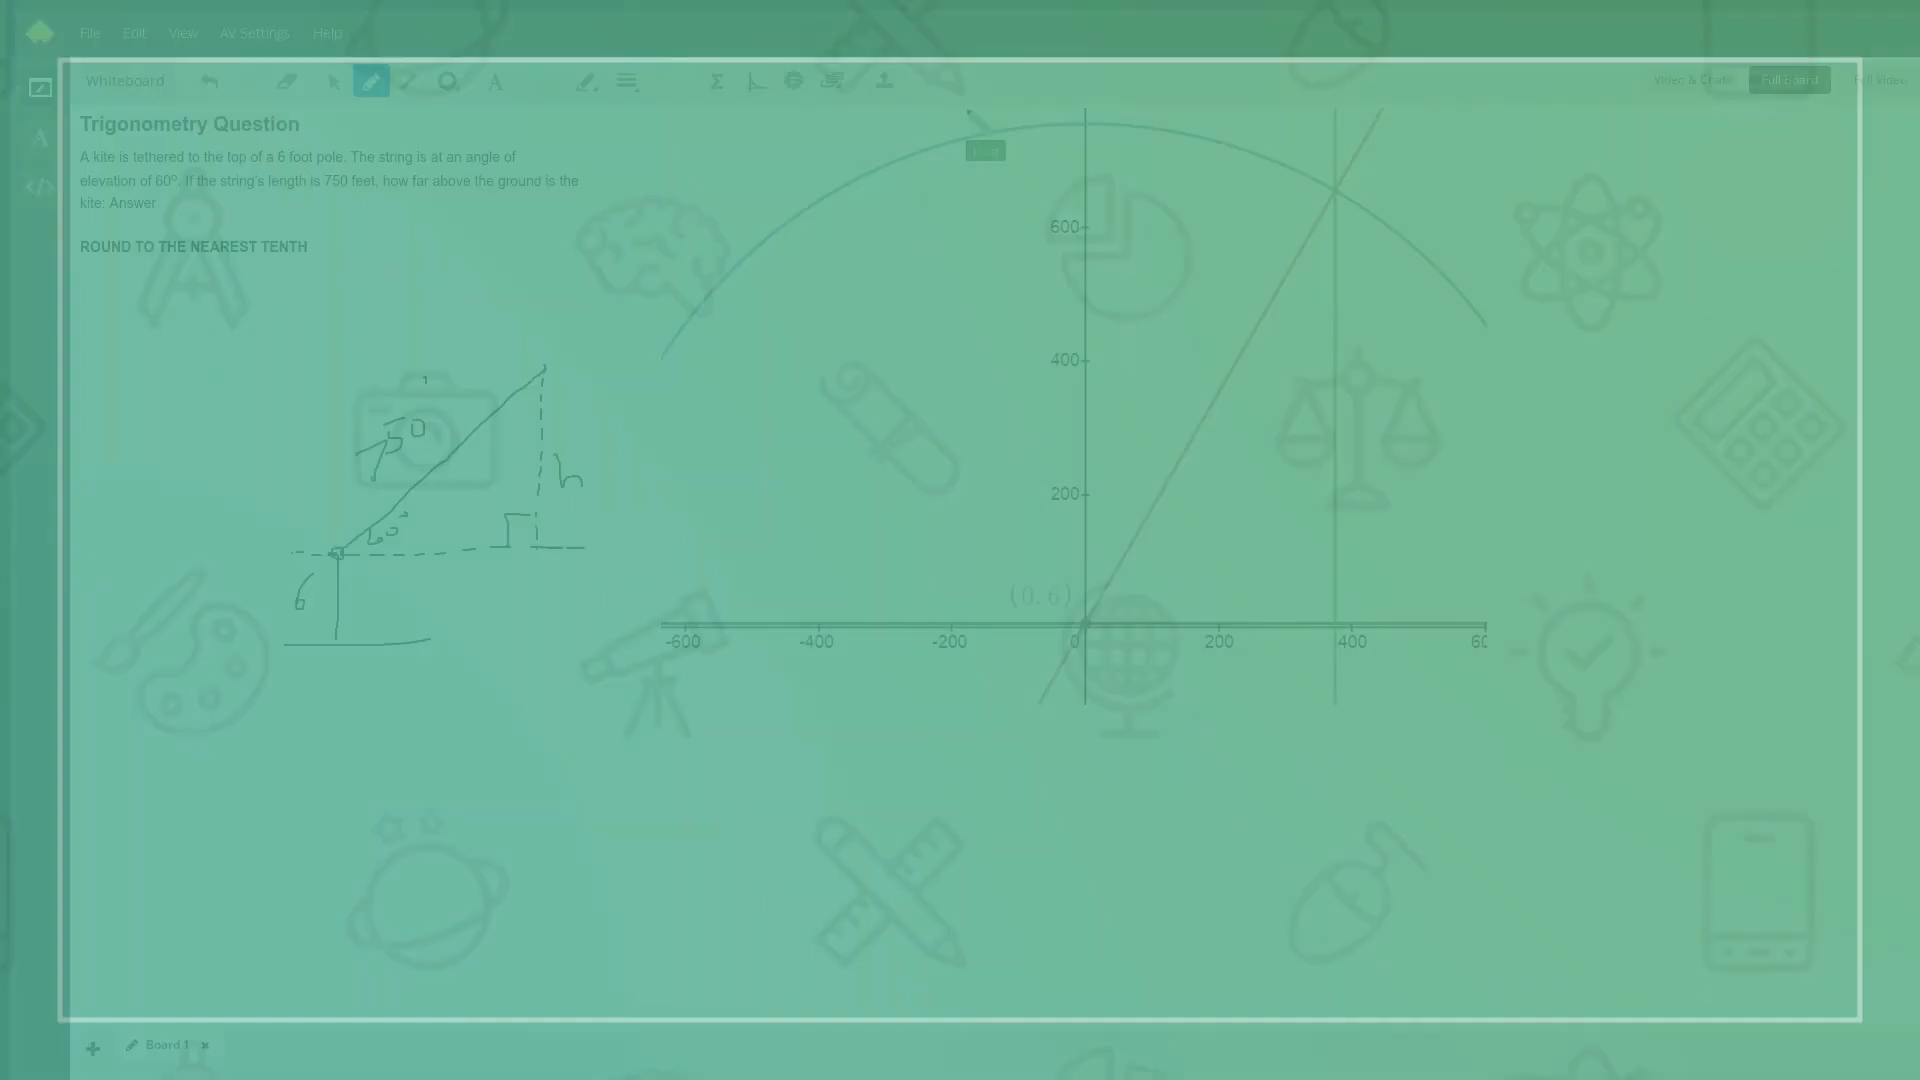 File Edit View AV Settings Help
Whiteboard A Σ Video & Chat Full Board Full Video
Trigonometry Question
A kite is tethered to the top of a 6 foot pole. The string is at an angle of
elevation of 60º. If the string's length is 750 feet, how far above the ground is the
kite: Answer
ROUND TO THE NEAREST TENTH
600
400
200
(0, 6)
-600 -400 -200 0 200 400 60
750
h
60°
6
Board 1